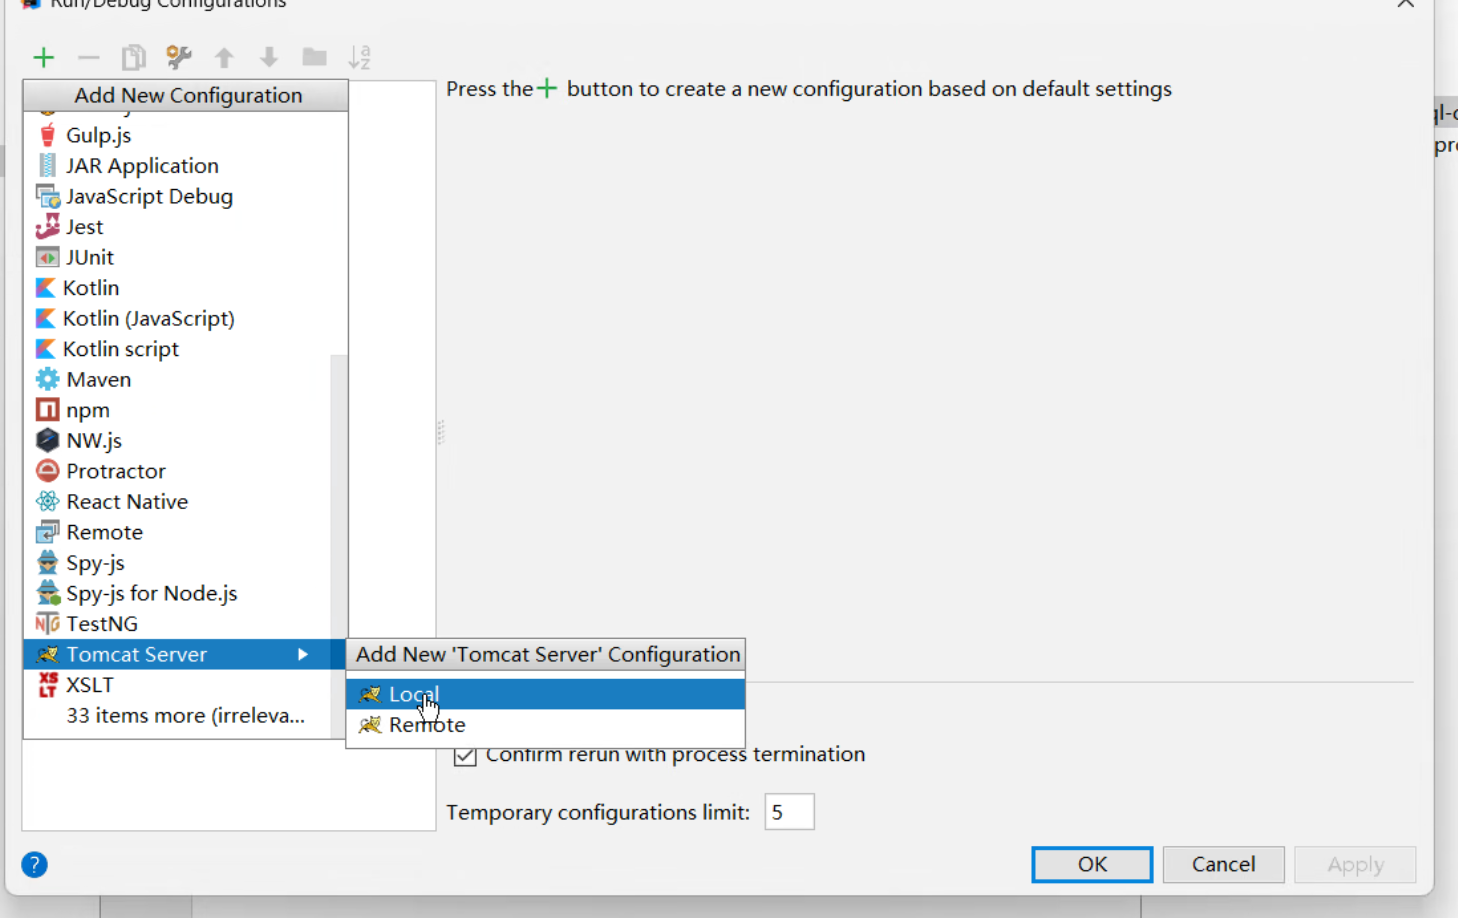 Run/Debug Configurations
Add New Configuration
Press the + button to create a new configuration based on default settings
Gulp.js
JAR Application
JavaScript Debug
Jest
JUnit
Kotlin
Kotlin (JavaScript)
Kotlin script
Maven
npm
NW.js
Protractor
React Native
Remote
Spy-js
Spy-js for Node.js
TestNG
Tomcat Server
Add New 'Tomcat Server' Configuration
XSLT
Local
33 items more (irreleva...
Remote
Confirm rerun with process termination
Temporary configurations limit: 5
OK
Cancel
Apply